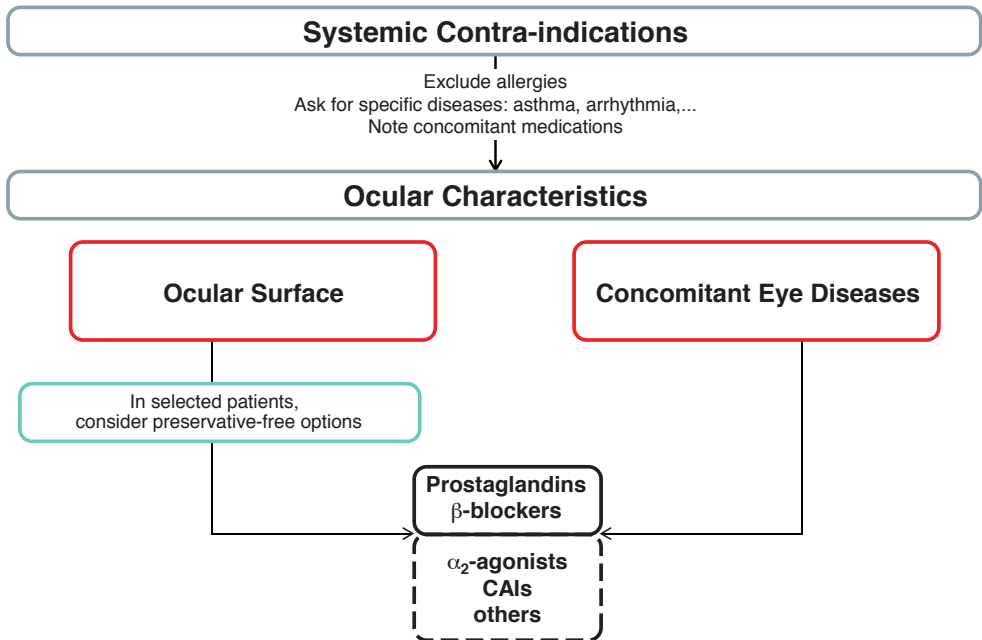 Systemic Contra-indications
Exclude allergies
Ask for specific diseases: asthma, arrhythmia,...
Note concomitant medications
Ocular Characteristics
Ocular Surface
Concomitant Eye Diseases
In selected patients,
consider preservative-free options
Prostaglandins
β-blockers
α₂-agonists
CAIs
others